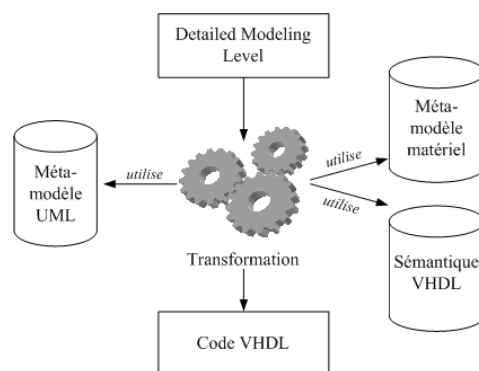 Detailed Modeling
Level
Méta-
modèle
matériel
utilise
Méta-
modèle
UML
utilise
utilise
Transformation
Sémantique
VHDL
Code VHDL